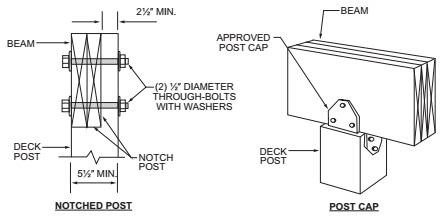 2½" MIN.
BEAM
(2) ½" DIAMETER
THROUGH-BOLTS
WITH WASHERS
DECK
POST
NOTCH
POST
5½" MIN.
NOTCHED POST
BEAM
APPROVED
POST CAP
DECK
POST
POST CAP